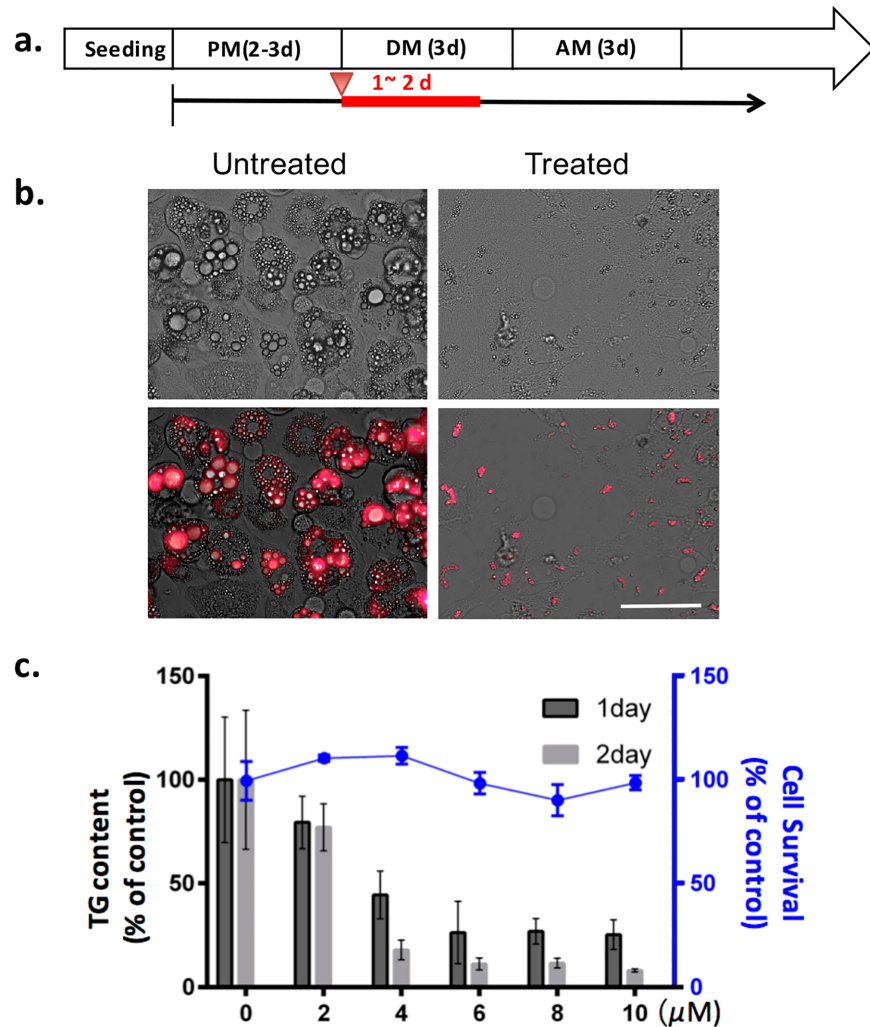 a.
Seeding PM(2-3d) DM (3d) AM (3d)
1~ 2 d
b.
Untreated Treated
c.
150 150
1day
2day
100 100
50 50
0 0
TG content
(% of control)
Cell Survival
(% of control)
0 2 4 6 8 10 (μM)